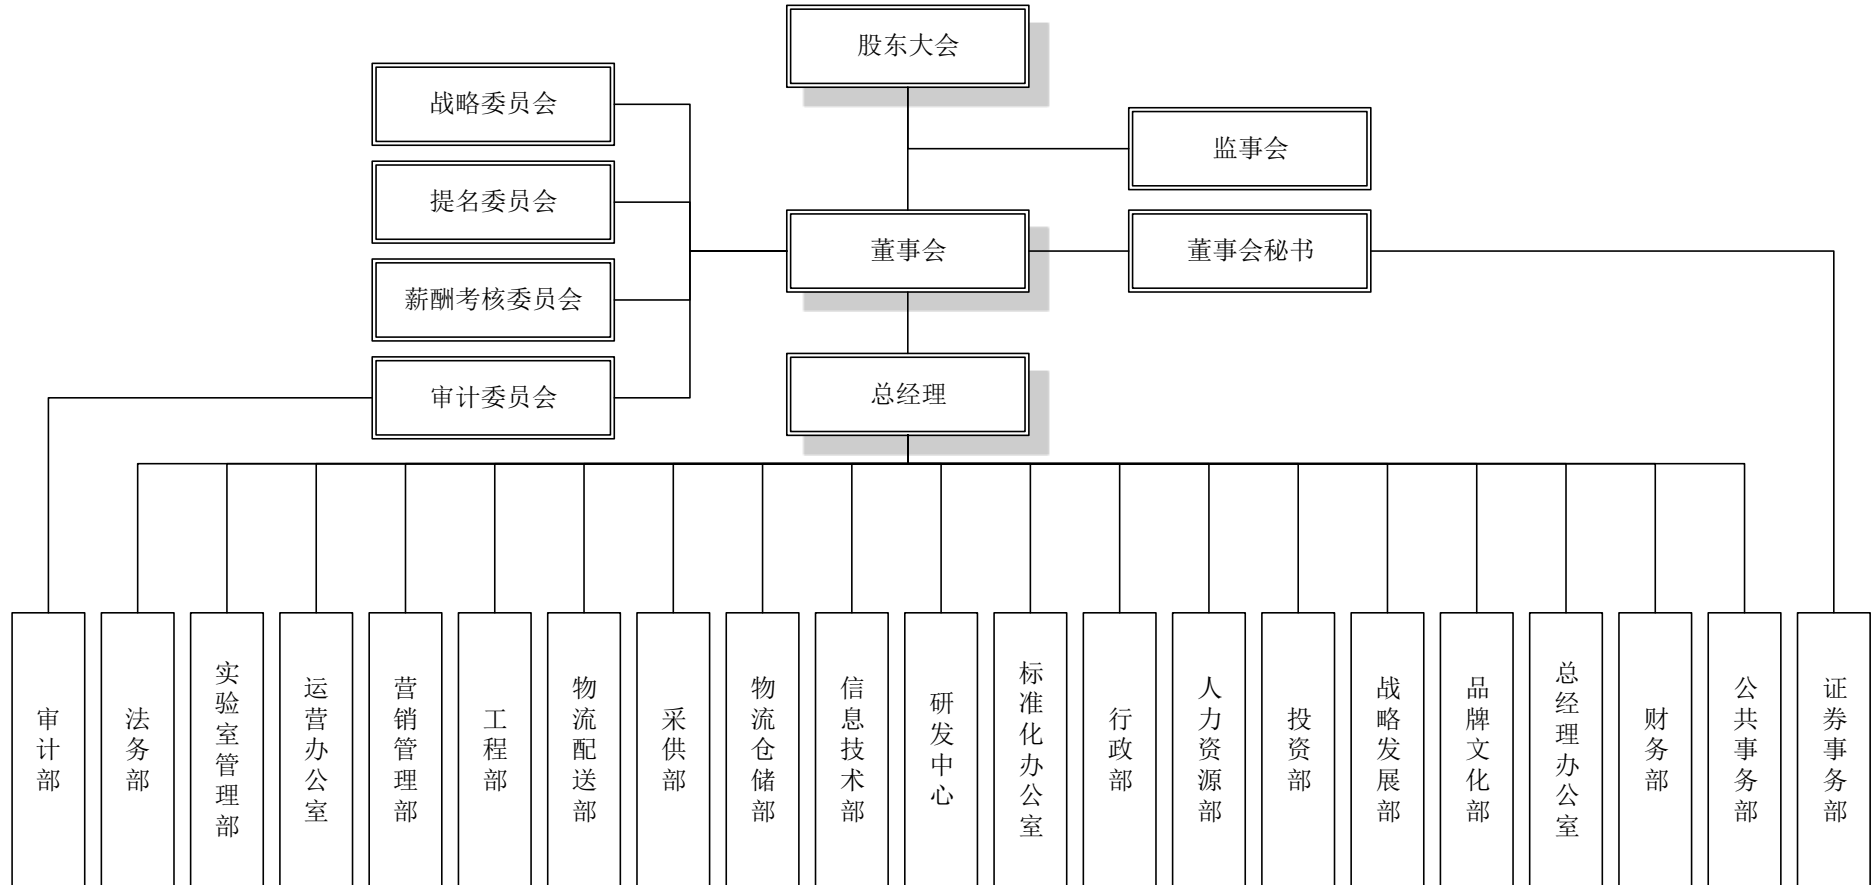 股东大会
战略委员会
监事会
提名委员会
董事会
董事会秘书
薪酬考核委员会
总经理
审计委员会
审计部
法务部
实验室管理部
运营办公室
营销管理部
工程部
物流配送部
采供部
物流仓储部
信息技术部
研发中心
标准化办公室
行政部
人力资源部
投资部
战略发展部
品牌文化部
总经理办公室
财务部
公共事务部
证券事务部